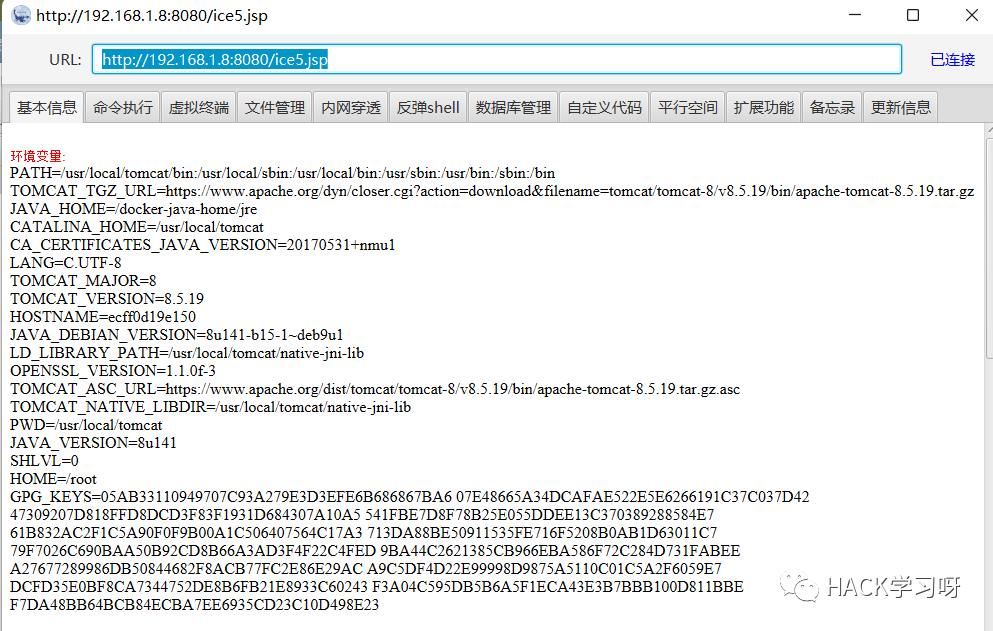 http://192.168.1.8:8080/ice5.jsp
URL: http://192.168.1.8:8080/ice5.jsp 已连接
基本信息 命令执行 虚拟终端 文件管理 内网穿透 反弹shell 数据库管理 自定义代码 平行空间 扩展功能 备忘录 更新信息
环境变量:
PATH=/usr/local/tomcat/bin:/usr/local/sbin:/usr/local/bin:/usr/sbin:/usr/bin:/sbin:/bin
TOMCAT_TGZ_URL=https://www.apache.org/dyn/closer.cgi?action=download&filename=tomcat/tomcat-8/v8.5.19/bin/apache-tomcat-8.5.19.tar.gz
JAVA_HOME=/docker-java-home/jre
CATALINA_HOME=/usr/local/tomcat
CA_CERTIFICATES_JAVA_VERSION=20170531+nmu1
LANG=C.UTF-8
TOMCAT_MAJOR=8
TOMCAT_VERSION=8.5.19
HOSTNAME=ecff0d19e150
JAVA_DEBIAN_VERSION=8u141-b15-1~deb9u1
LD_LIBRARY_PATH=/usr/local/tomcat/native-jni-lib
OPENSSL_VERSION=1.1.0f-3
TOMCAT_ASC_URL=https://www.apache.org/dist/tomcat/tomcat-8/v8.5.19/bin/apache-tomcat-8.5.19.tar.gz.asc
TOMCAT_NATIVE_LIBDIR=/usr/local/tomcat/native-jni-lib
PWD=/usr/local/tomcat
JAVA_VERSION=8u141
SHLVL=0
HOME=/root
GPG_KEYS=05AB33110949707C93A279E3D3EFE6B686867BA6 07E48665A34DCAFAE522E5E6266191C37C037D42
47309207D818FFD8DCD3F83F1931D684307A10A5 541FBE7D8F78B25E055DDEE13C370389288584E7
61B832AC2F1C5A90F0F9B00A1C506407564C17A3 713DA88BE50911535FE716F5208B0AB1D63011C7
79F7026C690BAA50B92CD8B66A3AD3F4F22C4FED 9BA44C2621385CB966EBA586F72C284D731FABEE
A27677289986DB50844682F8ACB77FC2E86E29AC A9C5DF4D22E99998D9875A5110C01C5A2F6059E7
DCFD35E0BF8CA7344752DE8B6FB21E8933C60243 F3A04C595DB5B6A5F1ECA43E3B7BBB100D811BBE
F7DA48BB64BCB84ECBA7EE6935CD23C10D498E23
HACK学习呀